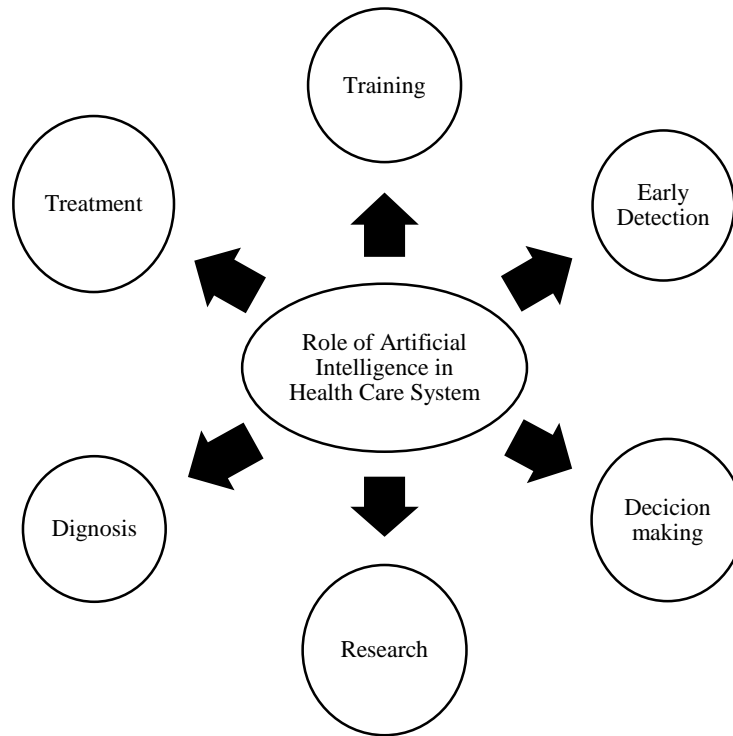 Training
Treatment
Early
Detection
Role of Artificial
Intelligence in
Health Care System
Dignosis
Decicion
making
Research